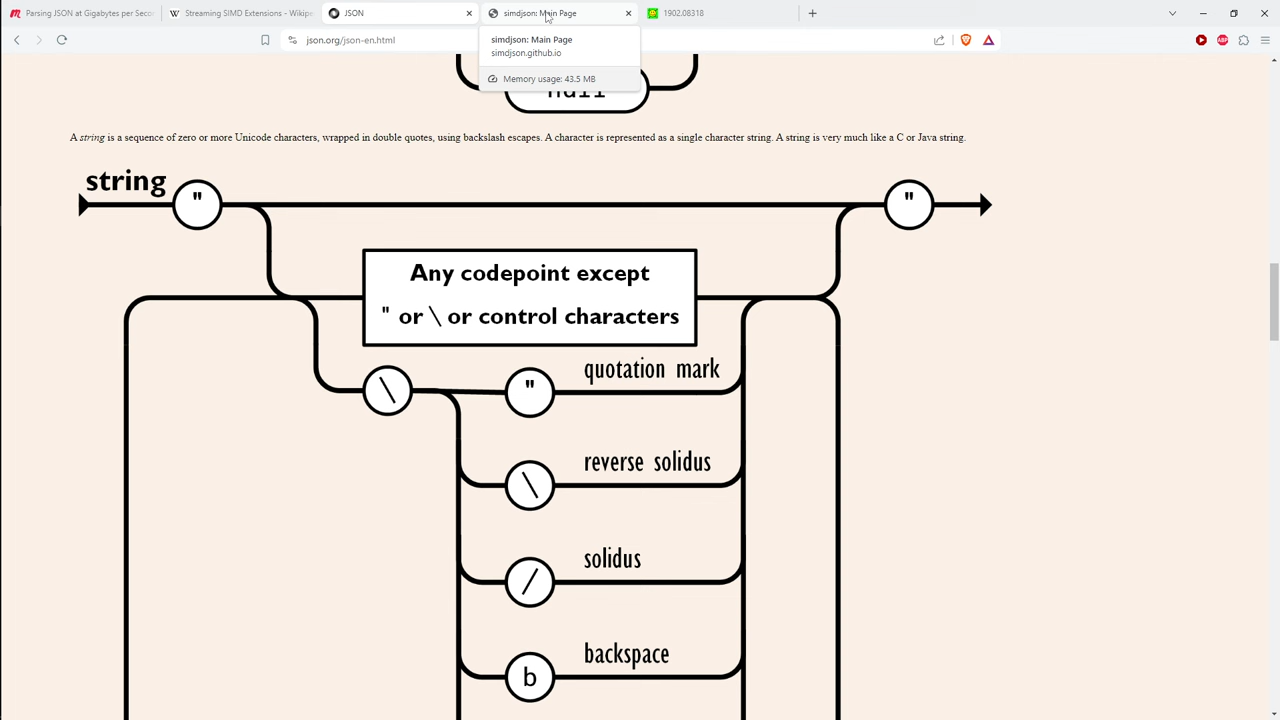 Parsing JSON at Gigabytes per Secon
Streaming SIMD Extensions - Wikipe
JSON
simdjson: Main Page
1902.08318
json.org/json-en.html
simdjson: Main Page
simdjson.github.io
Memory usage: 43.5 MB
null
A string is a sequence of zero or more Unicode characters, wrapped in double quotes, using backslash escapes. A character is represented as a single character string. A string is very much like a C or Java string.
string
"
"
Any codepoint except
" or \ or control characters
\
"
quotation mark
\
reverse solidus
/
solidus
b
backspace